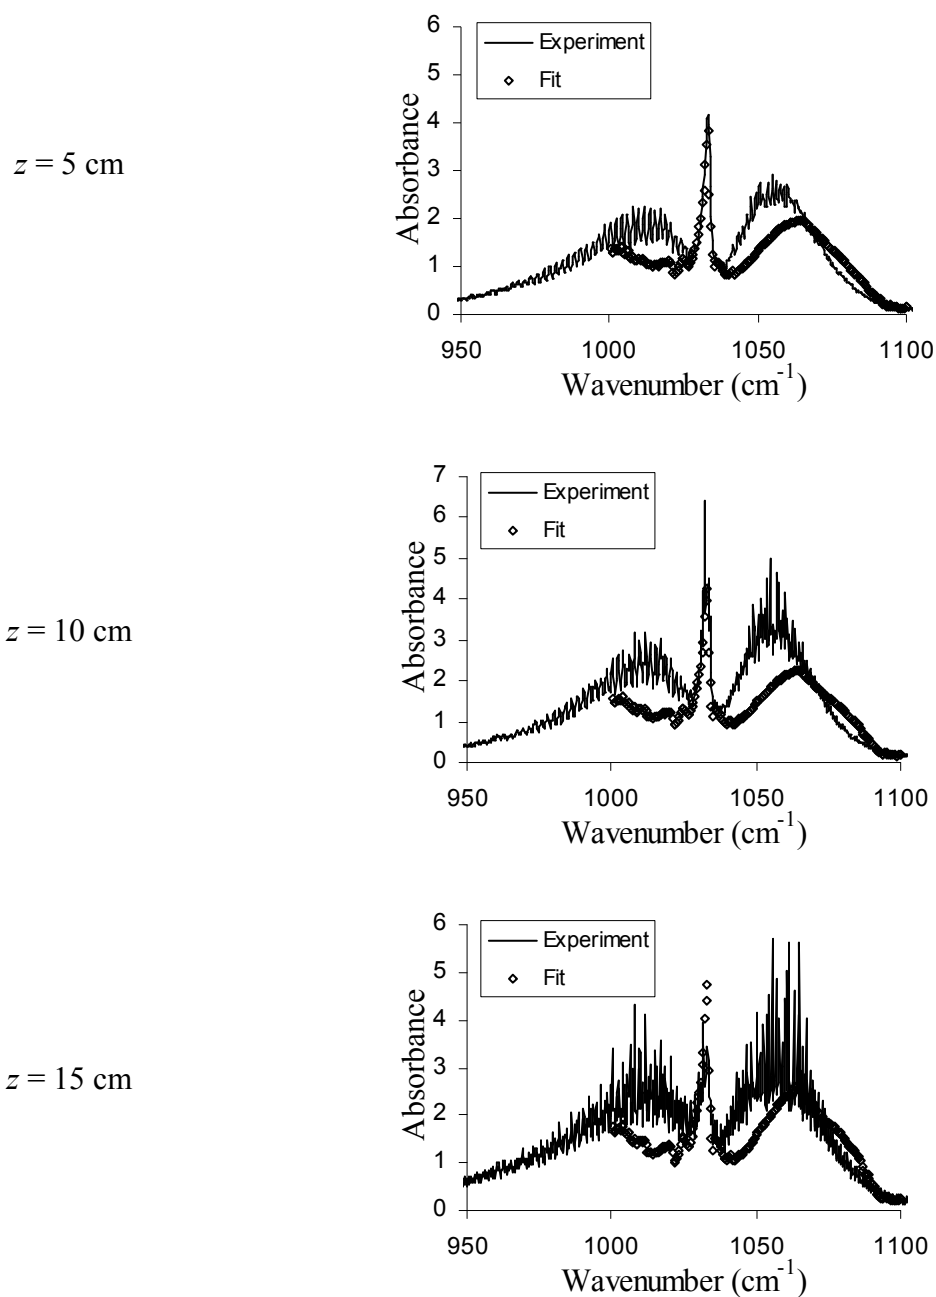 z = 5 cm
6
5
4
3
2
1
0
Absorbance
Experiment
Fit
950 1000 1050 1100
Wavenumber (cm-1)
z = 10 cm
7
6
5
4
3
2
1
0
Absorbance
Experiment
Fit
950 1000 1050 1100
Wavenumber (cm-1)
z = 15 cm
6
5
4
3
2
1
0
Absorbance
Experiment
Fit
950 1000 1050 1100
Wavenumber (cm-1)